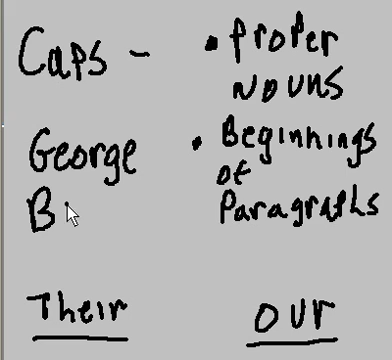 Caps - • Proper
Nouns
George • Beginnings
of
B Paragraphs
Their our